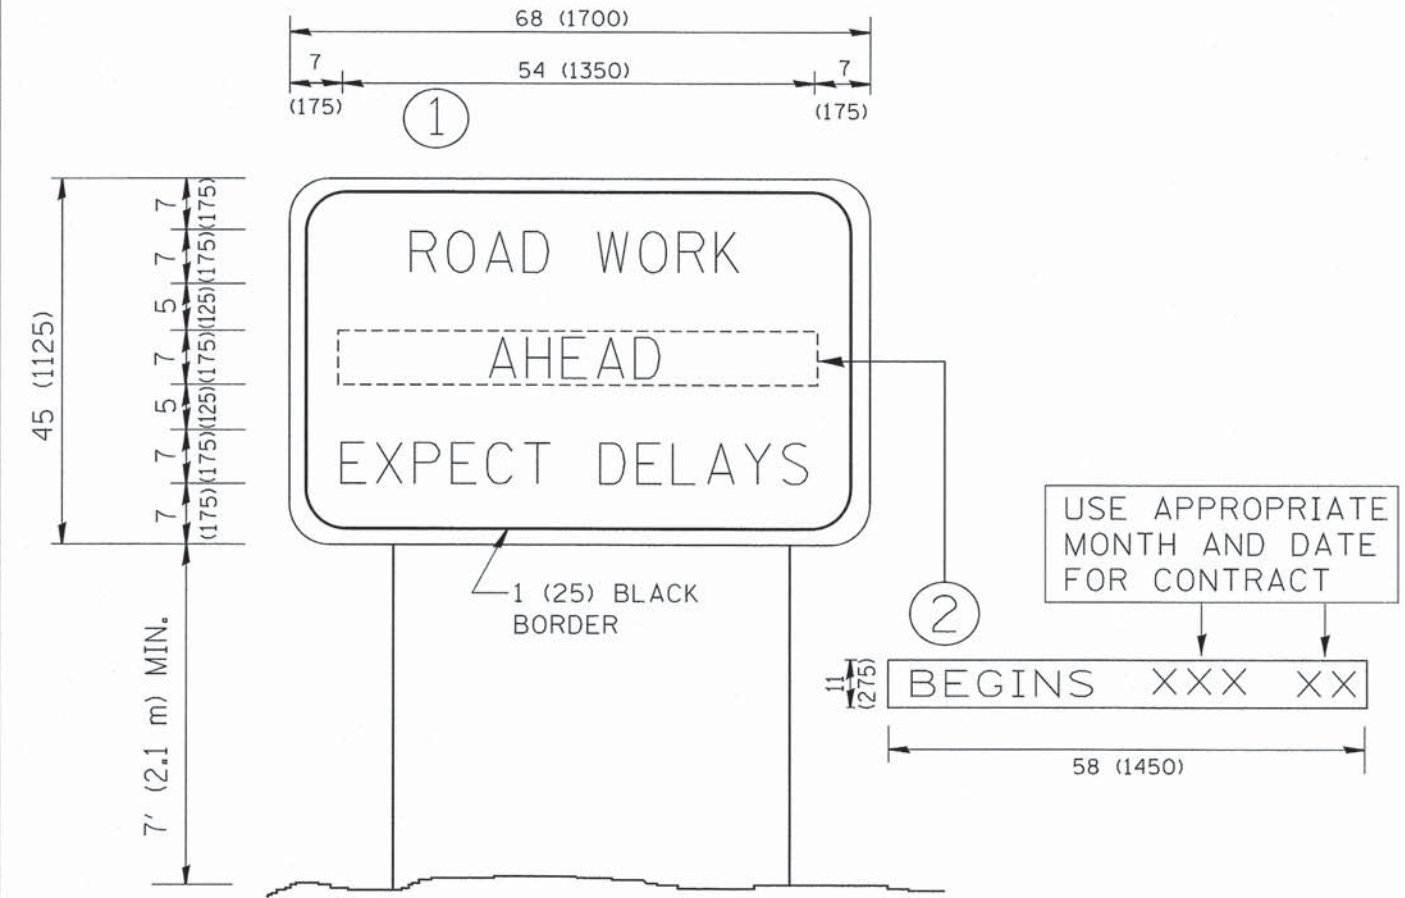 68 (1700)
7
54 (1350)
7
(175)
(175)
1
45 (1125)
7
(175)
7
(175)
5
(125)
7
(175)
5
(125)
7
(175)
7
(175)
ROAD WORK
AHEAD
EXPECT DELAYS
1 (25) BLACK
BORDER
7' (2.1 m) MIN.
2
USE APPROPRIATE
MONTH AND DATE
FOR CONTRACT
11
(275)
BEGINS XXX XX
58 (1450)